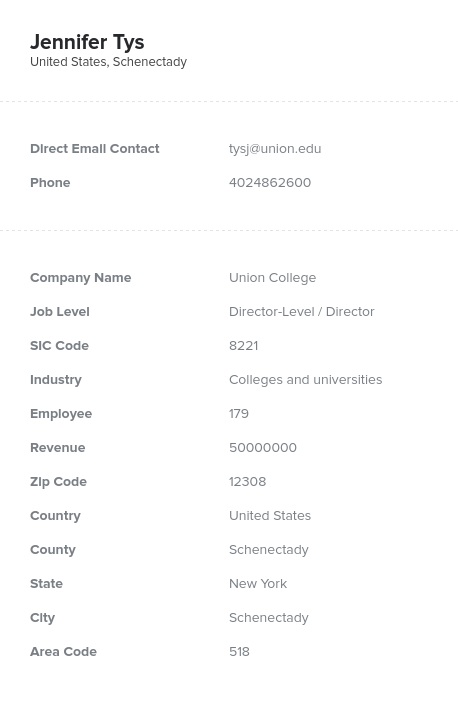 Jennifer Tys
United States, Schenectady
Direct Email Contact tysj@union.edu
Phone 4024862600
Company Name Union College
Job Level Director-Level / Director
SIC Code 8221
Industry Colleges and universities
Employee 179
Revenue 50000000
Zip Code 12308
Country United States
County Schenectady
State New York
City Schenectady
Area Code 518